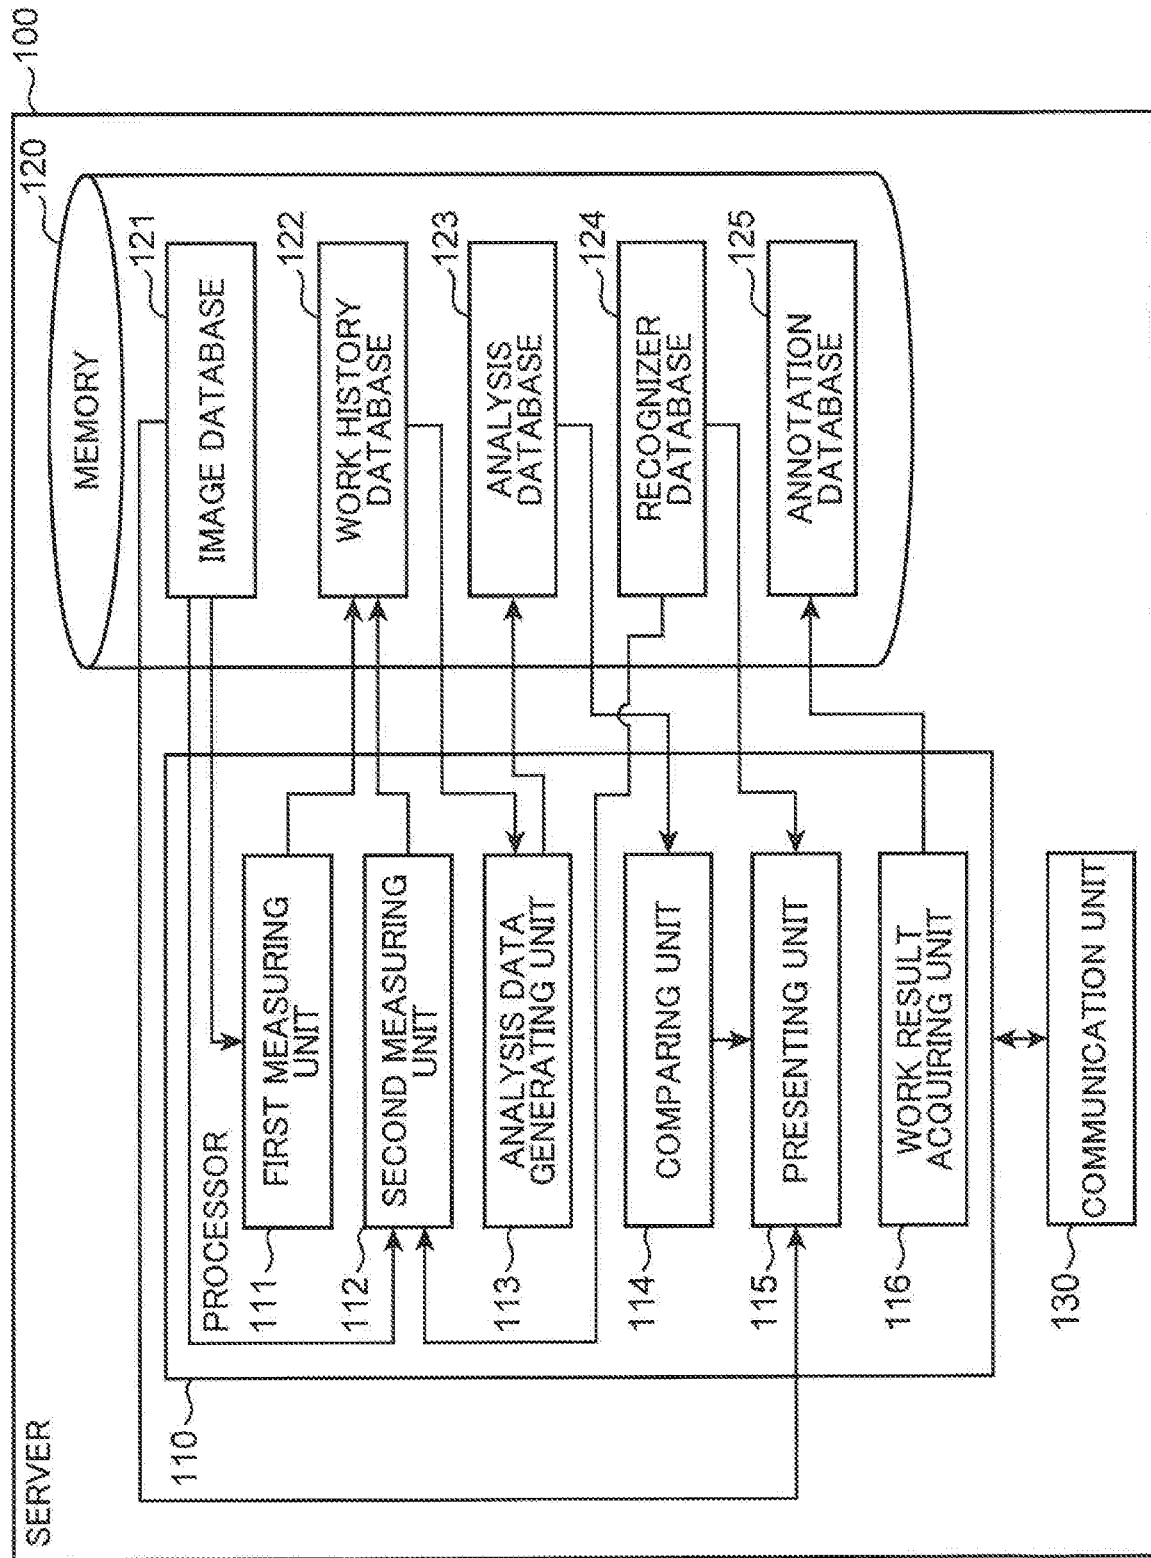 SERVER
100
110
PROCESSOR
111
FIRST MEASURING
UNIT
112
SECOND MEASURING
UNIT
113
ANALYSIS DATA
GENERATING UNIT
114
COMPARING UNIT
115
PRESENTING UNIT
116
WORK RESULT
ACQUIRING UNIT
130
COMMUNICATION UNIT
120
MEMORY
121
IMAGE DATABASE
122
WORK HISTORY
DATABASE
123
ANALYSIS
DATABASE
124
RECOGNIZER
DATABASE
125
ANNOTATION
DATABASE